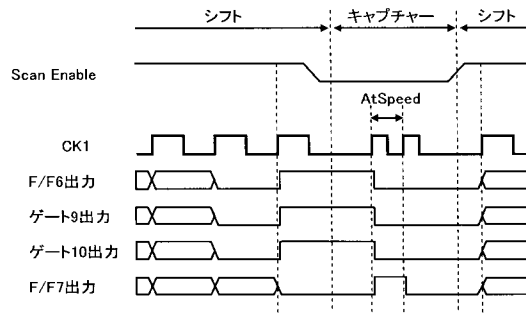 シフト キャプチャー シフト
Scan Enable
AtSpeed
CK1
F/F6出力
ゲート9出力
ゲート10出力
F/F7出力